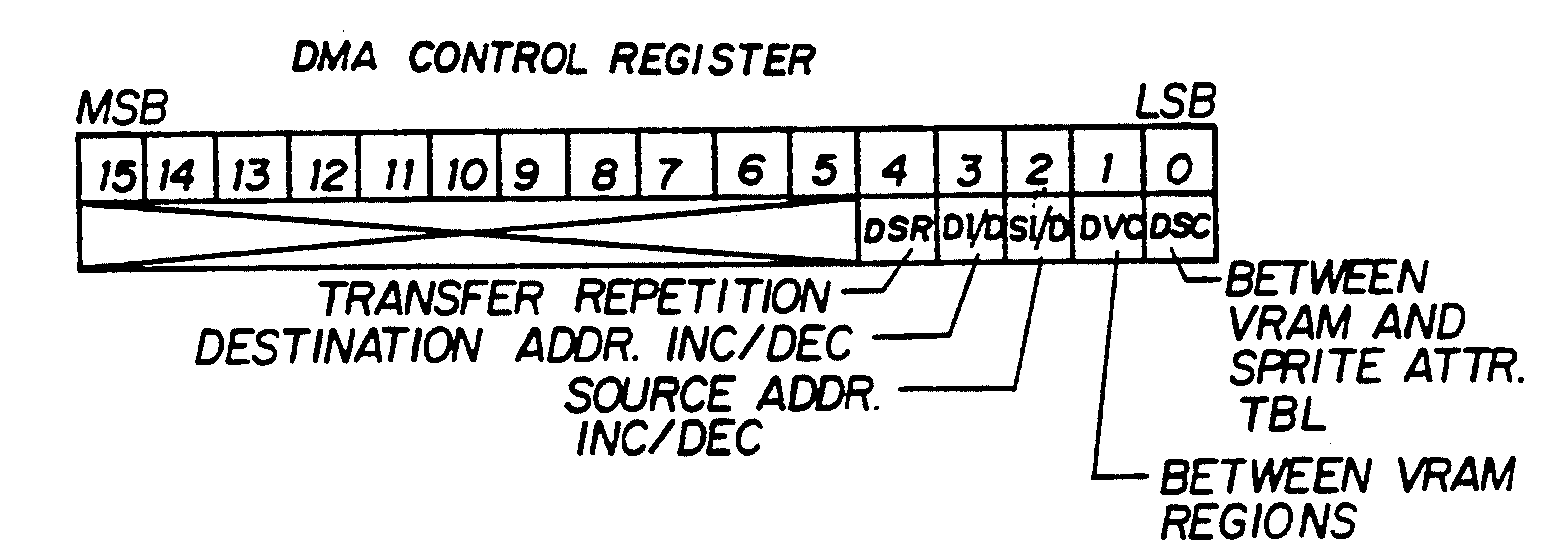 DMA CONTROL REGISTER
MSB LSB
15 14 13 12 11 10 9 8 7 6 5 4 3 2 1 0
DSR DI/D SI/D DVC DSC
TRANSFER REPETITION
DESTINATION ADDR. INC/DEC
SOURCE ADDR.
INC/DEC
BETWEEN
VRAM AND
SPRITE ATTR.
TBL
BETWEEN VRAM
REGIONS